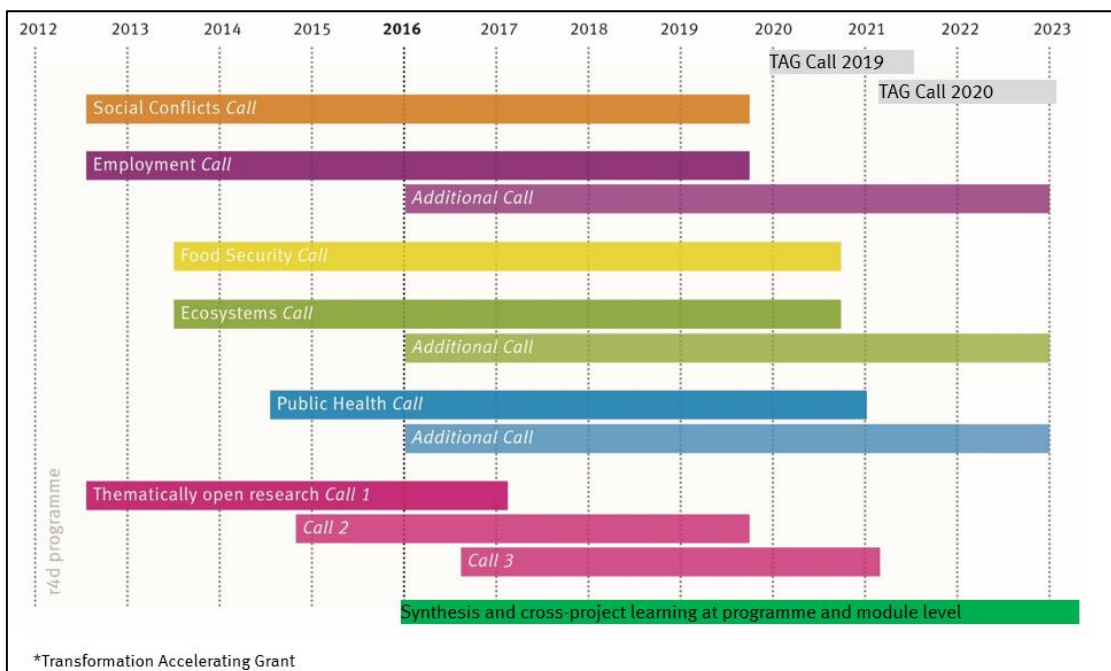 2012 2013 2014 2015 2016 2017 2018 2019 2020 2021 2022 2023
TAG Call 2019
TAG Call 2020
Social Conflicts Call
Employment Call
Additional Call
Food Security Call
Ecosystems Call
Additional Call
Public Health Call
Additional Call
Thematically open research Call 1
Call 2
Call 3
r4d programme
Synthesis and cross-project learning at programme and module level
*Transformation Accelerating Grant